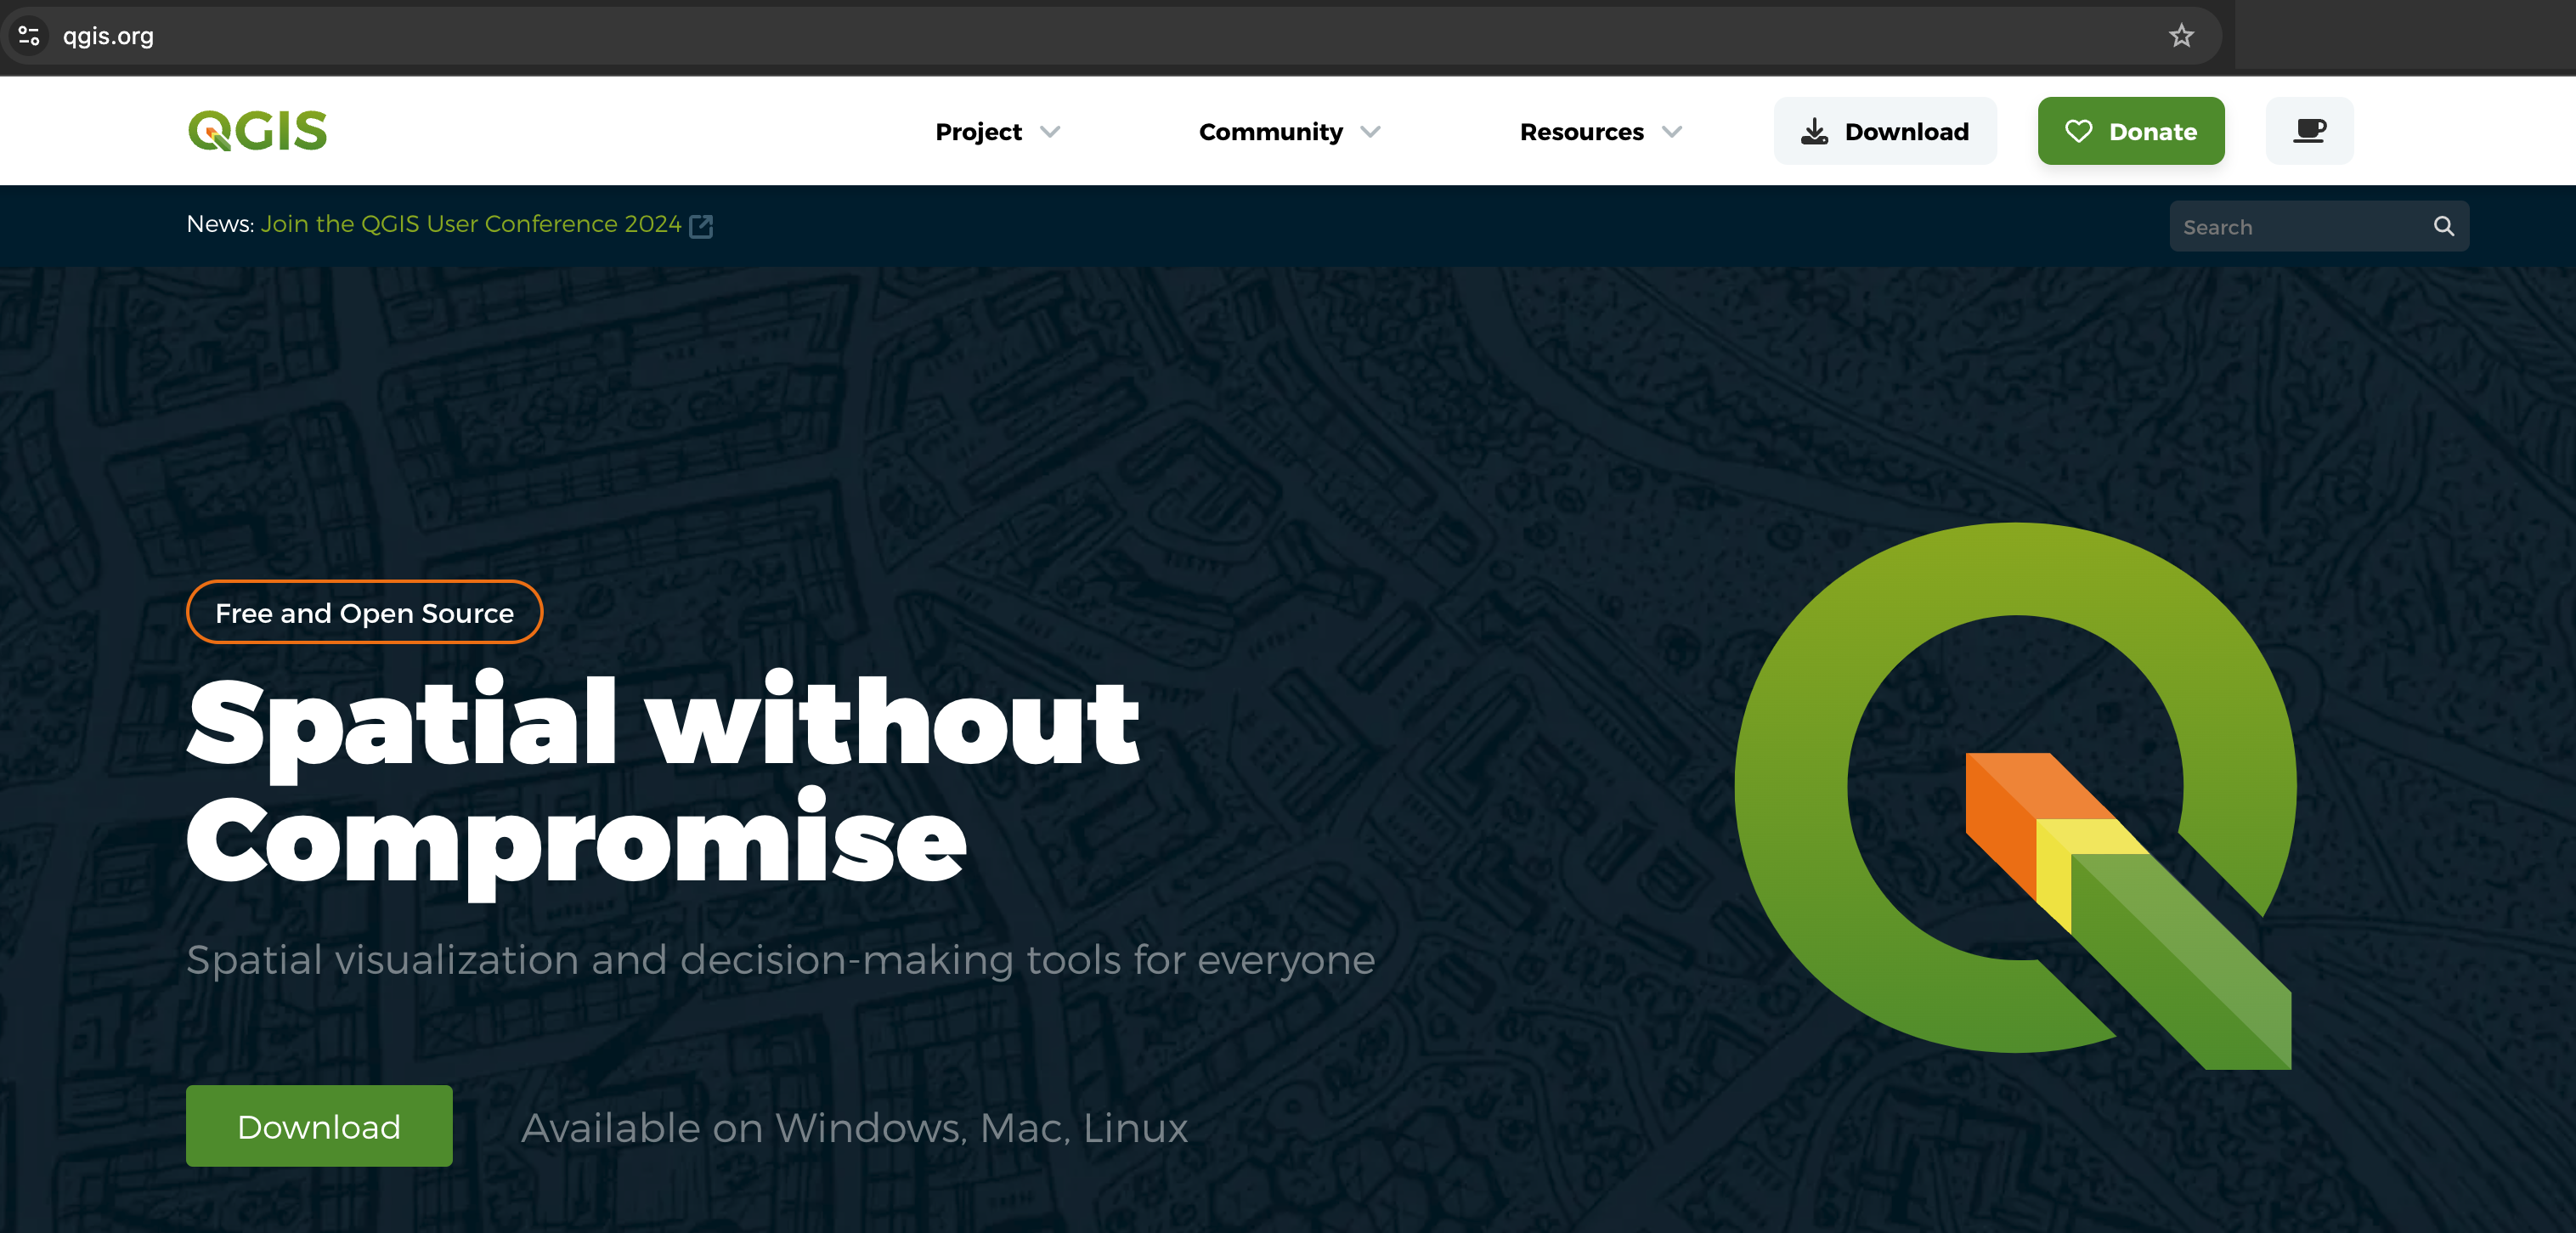 qgis.org
QGIS
Project
Community
Resources
Download
Donate
News: Join the QGIS User Conference 2024
Search
Free and Open Source
Spatial without
Compromise
Spatial visualization and decision-making tools for everyone
Download
Available on Windows, Mac, Linux